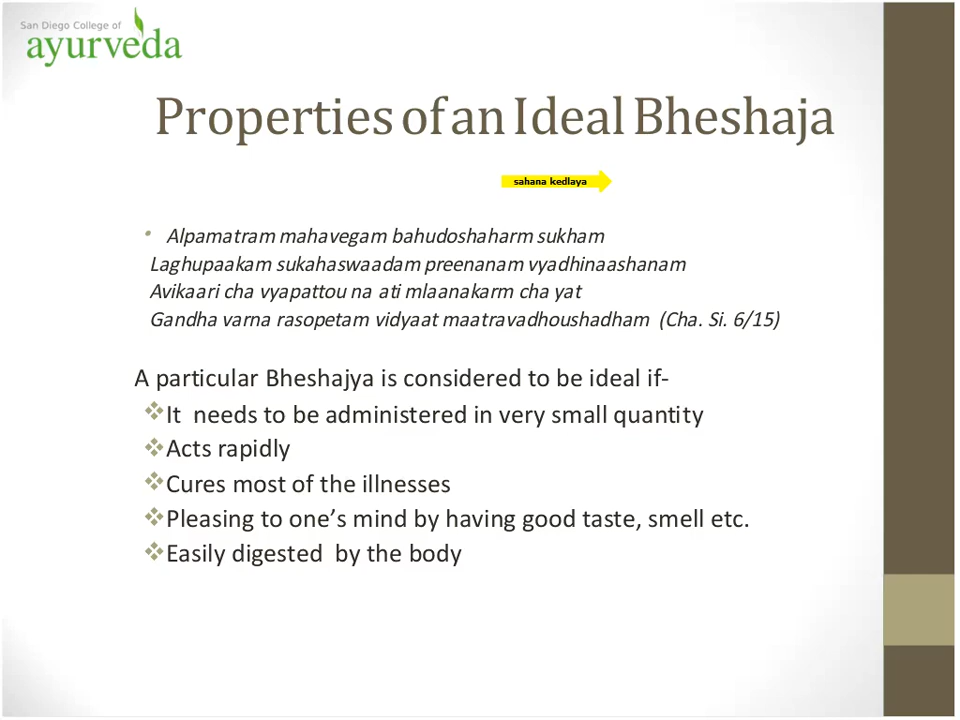 San Diego College of
ayurveda
Properties of an Ideal Bheshaja
sahana kedlaya
• Alpamatram mahavegam bahudoshaharm sukham
Laghupaakam sukahaswaadam preenanam vyadhinaashanam
Avikaari cha vyapattou na ati mlaanakarm cha yat
Gandha varna rasopetam vidyaat maatravadhoushadham (Cha. Si. 6/15)
A particular Bheshajya is considered to be ideal if-
❖It needs to be administered in very small quantity
❖Acts rapidly
❖Cures most of the illnesses
❖Pleasing to one’s mind by having good taste, smell etc.
❖Easily digested by the body